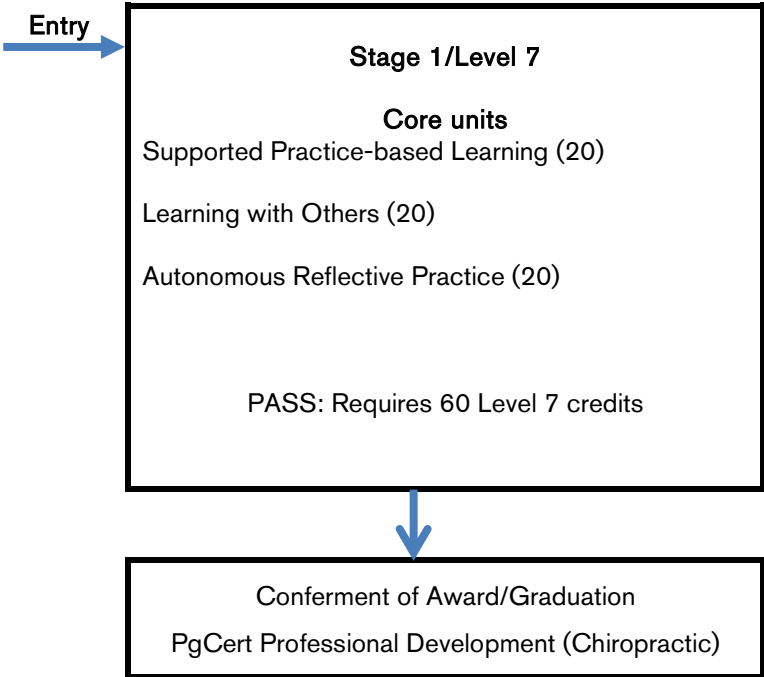 Entry
Stage 1/Level 7
Core units
Supported Practice-based Learning (20)
Learning with Others (20)
Autonomous Reflective Practice (20)
PASS: Requires 60 Level 7 credits
Conferment of Award/Graduation
PgCert Professional Development (Chiropractic)